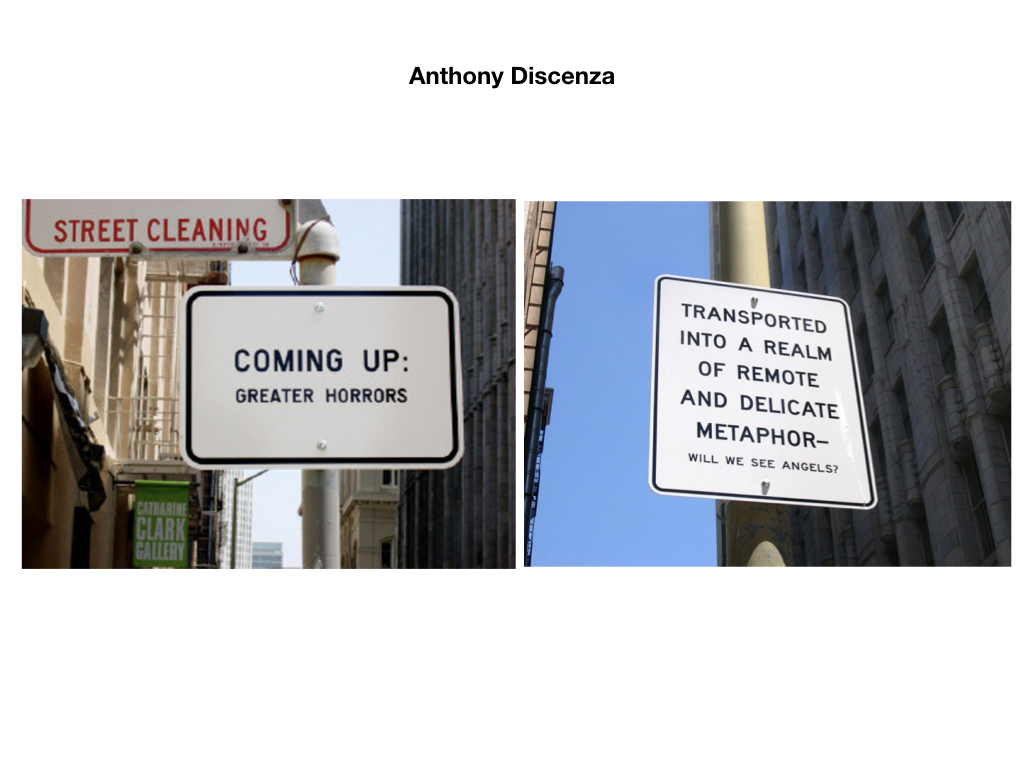 Anthony Discenza
STREET CLEANING
COMING UP:
GREATER HORRORS
CATHARINE
CLARK
GALLERY
TRANSPORTED
INTO A REALM
OF REMOTE
AND DELICATE
METAPHOR–
WILL WE SEE ANGELS?